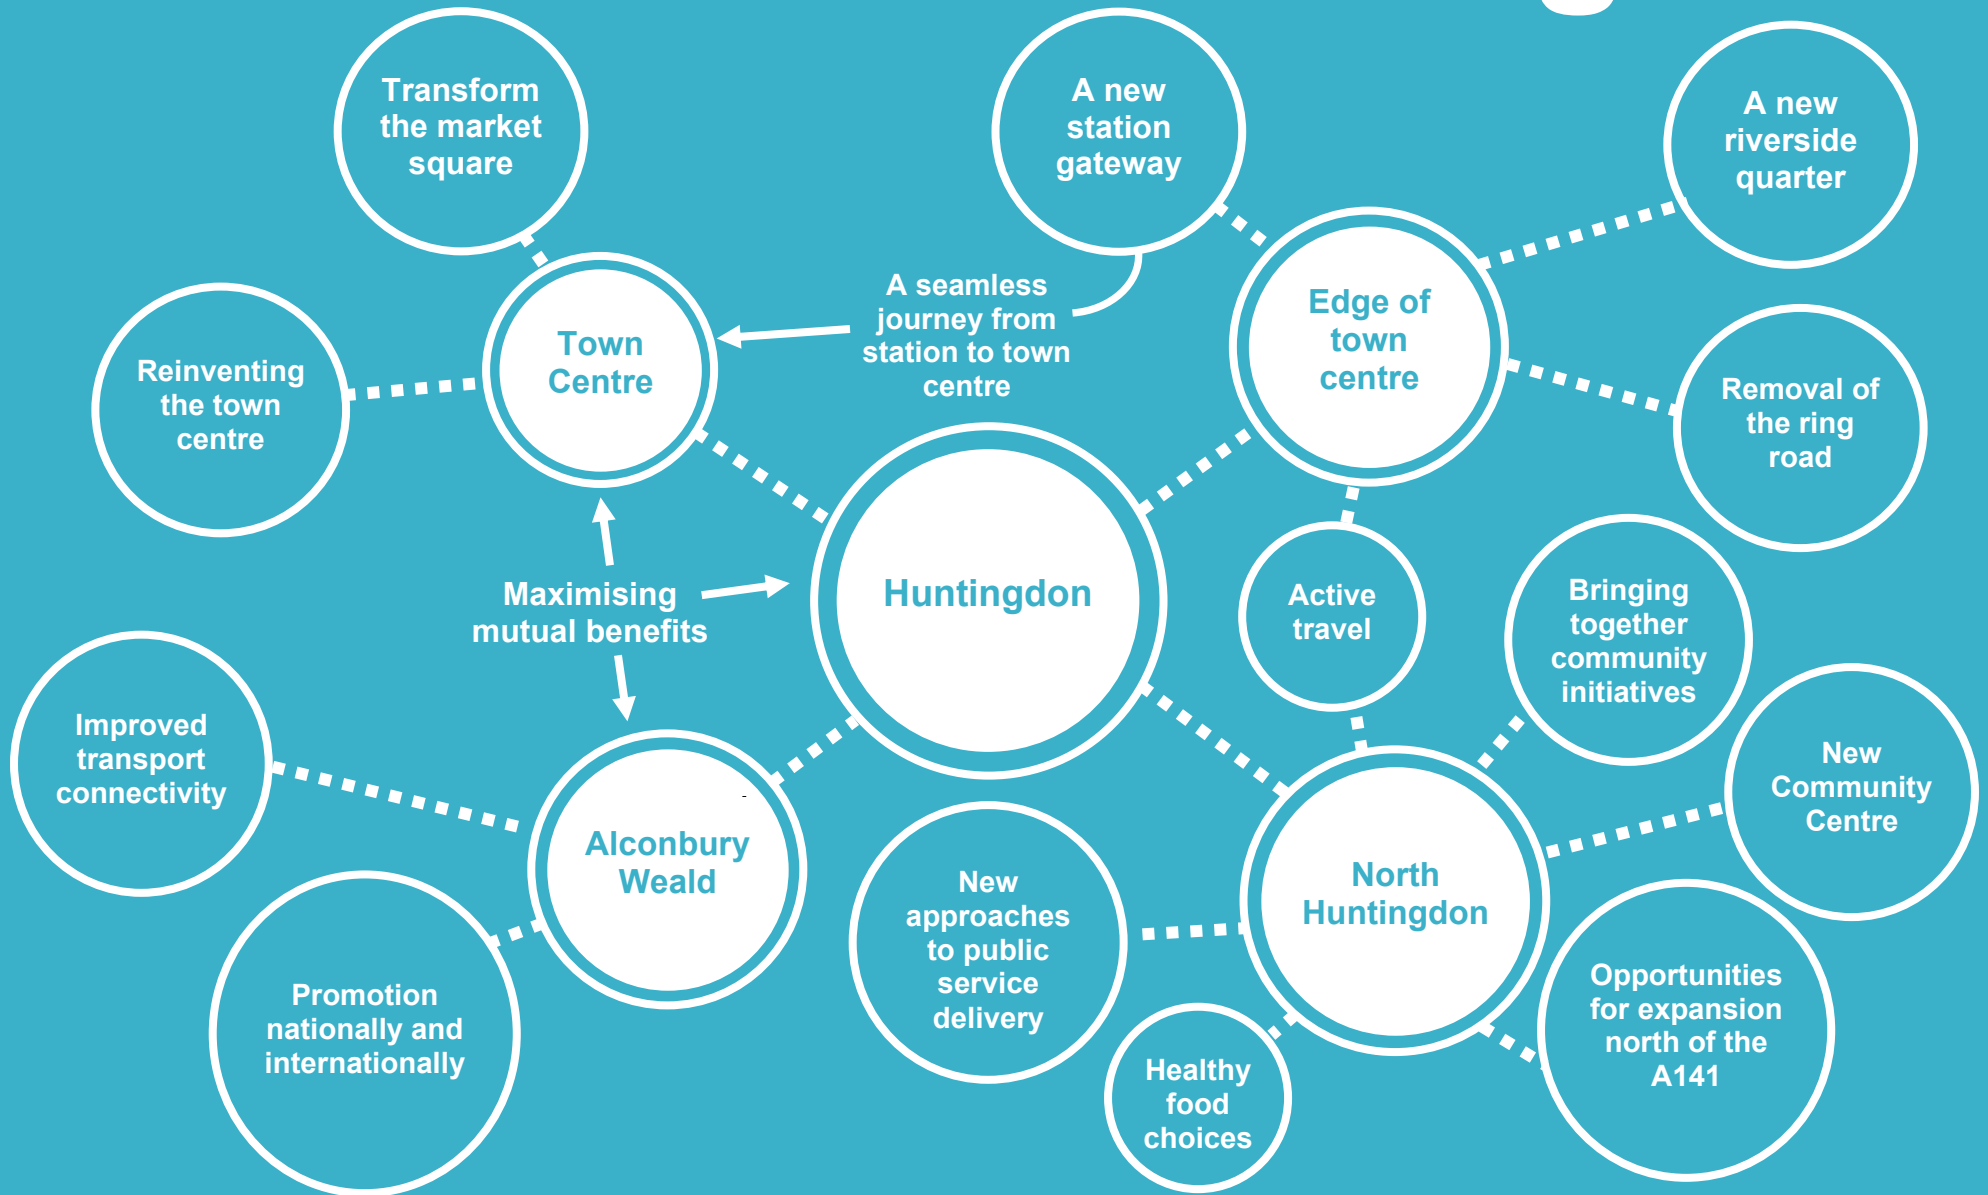 Transform
the market
square
A new
station
gateway
A new
riverside
quarter
Reinventing
the town
centre
Town
Centre
A seamless
journey from
station to town
centre
Edge of
town
centre
Removal of
the ring
road
Maximising
mutual benefits
Huntingdon
Active
travel
Bringing
together
community
initiatives
Improved
transport
connectivity
Alconbury
Weald
New
approaches
to public
service
delivery
North
Huntingdon
New
Community
Centre
Promotion
nationally and
internationally
Healthy
food
choices
Opportunities
for expansion
north of the
A141